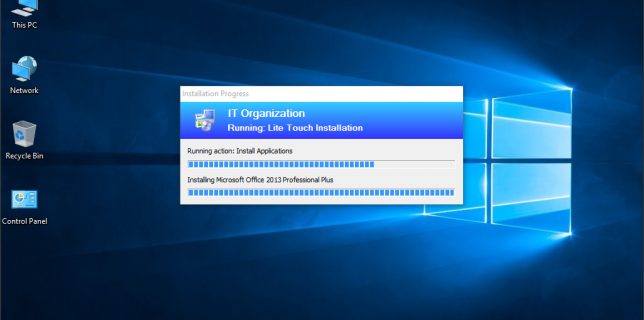 This PC
Network
Recycle Bin
Control Panel
Installation Progress
IT Organization
Running: Lite Touch Installation
Running action: Install Applications
Installing Microsoft Office 2013 Professional Plus